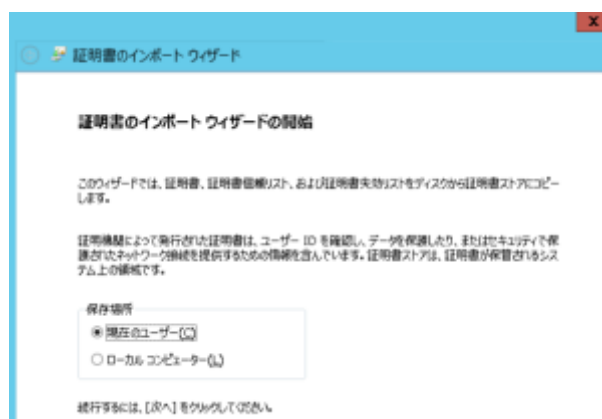 x
証明書のインポート ウィザード
証明書のインポート ウィザードの開始
このウィザードでは、証明書、証明書信頼リスト、および証明書失効リストをディスクから証明書ストアにコピー
します。
証明機関によって発行された証明書は、ユーザー ID を確認し、データを保護したり、またはセキュリティで保
護されたネットワーク接続を提供するための情報を含んでいます。証明書ストアは、証明書が保管されるシス
テム上の領域です。
保存場所
現在のユーザー(C)
ローカル コンピューター(L)
続行するには、[次へ] をクリックしてください。